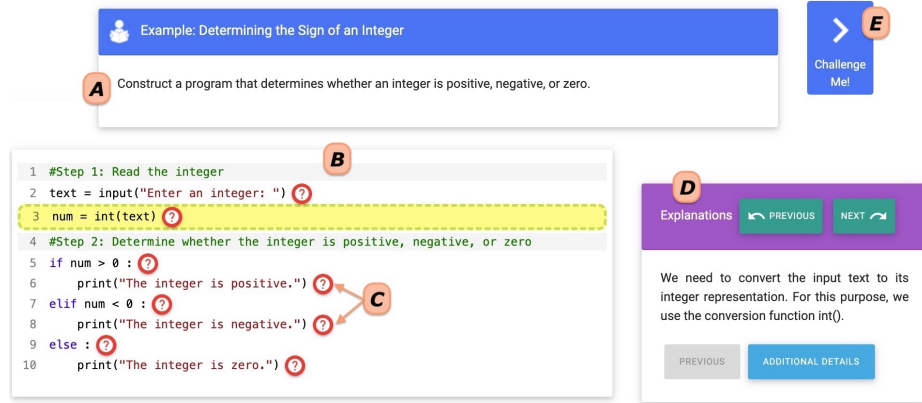 Example: Determining the Sign of an Integer
E
Challenge
Me!
A
Construct a program that determines whether an integer is positive, negative, or zero.
B
1 #Step 1: Read the integer
2 text = input("Enter an integer: ") ?
3 num = int(text) ?
4 #Step 2: Determine whether the integer is positive, negative, or zero
5 if num > 0 : ?
6 print("The integer is positive.") ?
7 elif num < 0 : ?
8 print("The integer is negative.") ?
9 else : ?
10 print("The integer is zero.") ?
C
D
Explanations PREVIOUS NEXT
We need to convert the input text to its
integer representation. For this purpose, we
use the conversion function int().
PREVIOUS ADDITIONAL DETAILS